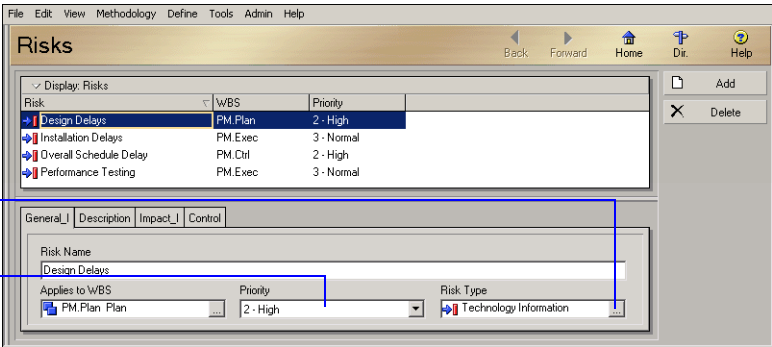 File Edit View Methodology Define Tools Admin Help
Risks
Back Forward Home Dir. Help
Display: Risks
Risk WBS Priority
Design Delays PM.Plan 2 - High
Installation Delays PM.Exec 3 - Normal
Overall Schedule Delay PM.Ctrl 2 - High
Performance Testing PM.Exec 3 - Normal
Add
Delete
General_I Description Impact_I Control
Risk Name
Design Delays
Applies to WBS Priority Risk Type
PM.Plan Plan ... 2 - High Technology Information ...